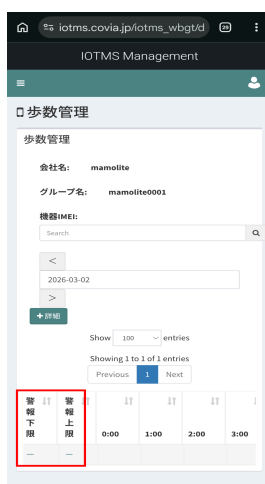 iotms.covia.jp/iotms_wbgt/d
29
IOTMS Management
歩数管理
歩数管理
会社名: mamolite
グループ名: mamolite0001
機器IMEI:
Search
<
2026-03-02
>
+詳細
Show 100 entries
Showing 1 to 1 of 1 entries
Previous 1 Next
警報下限 警報上限 0:00 1:00 2:00 3:00
— —